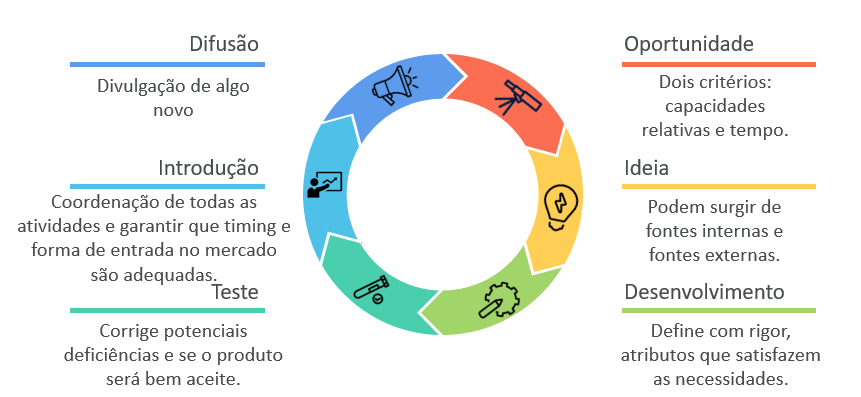 Difusão
Divulgação de algo
novo
Introdução
Coordenação de todas as
atividades e garantir que timing e
forma de entrada no mercado
são adequadas.
Teste
Corrige potenciais
deficiências e se o produto
será bem aceite.
Oportunidade
Dois critérios:
capacidades
relativas e tempo.
Ideia
Podem surgir de
fontes internas e
fontes externas.
Desenvolvimento
Define com rigor,
atributos que satisfazem
as necessidades.